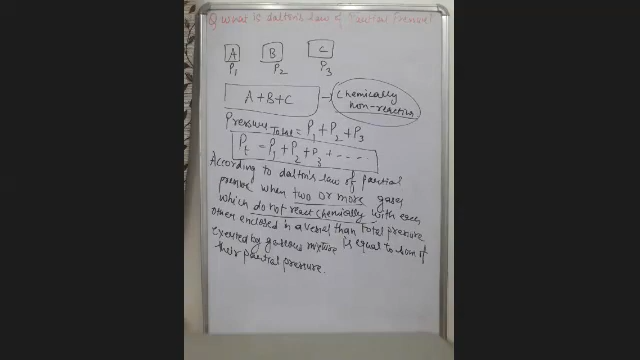 Q what is dalton's law of Partial Pressure?
A B C
P1 P2 P3
A+B+C → Chemically non-reactive
Pressure Total = P1 + P2 + P3
Pt = P1 + P2 + P3 + ....
According to dalton's law of partial
pressure when two or more gases
which do not react chemically with each
other enclosed in a vessel than total pressure
exerted by gaseous mixture is equal to sum of
their partial pressure.